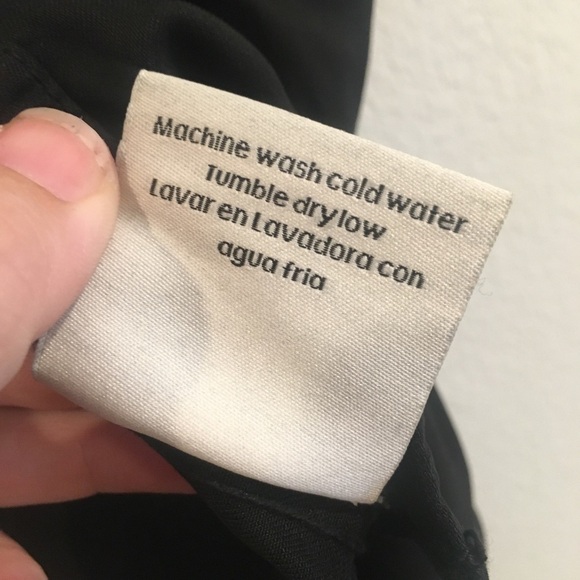 Machine wash cold water
Tumble dry low
Lavar en Lavadora con
agua fria